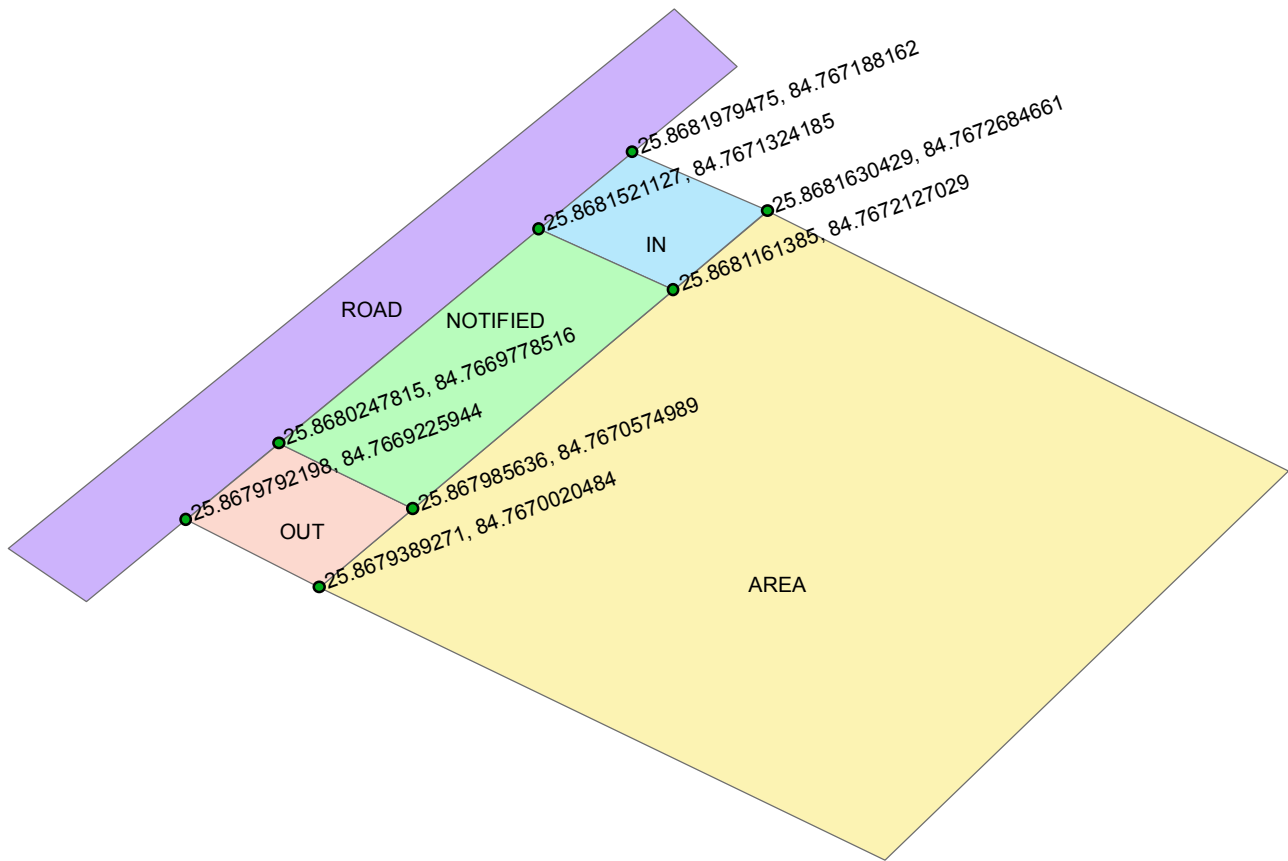 25.8681979475, 84.767188162
25.8681521127, 84.7671324185
25.8681630429, 84.7672684661
25.8681161385, 84.7672127029
IN
ROAD
NOTIFIED
25.8680247815, 84.7669778516
25.8679792198, 84.7669225944
25.867985636, 84.7670574989
25.8679389271, 84.7670020484
OUT
AREA